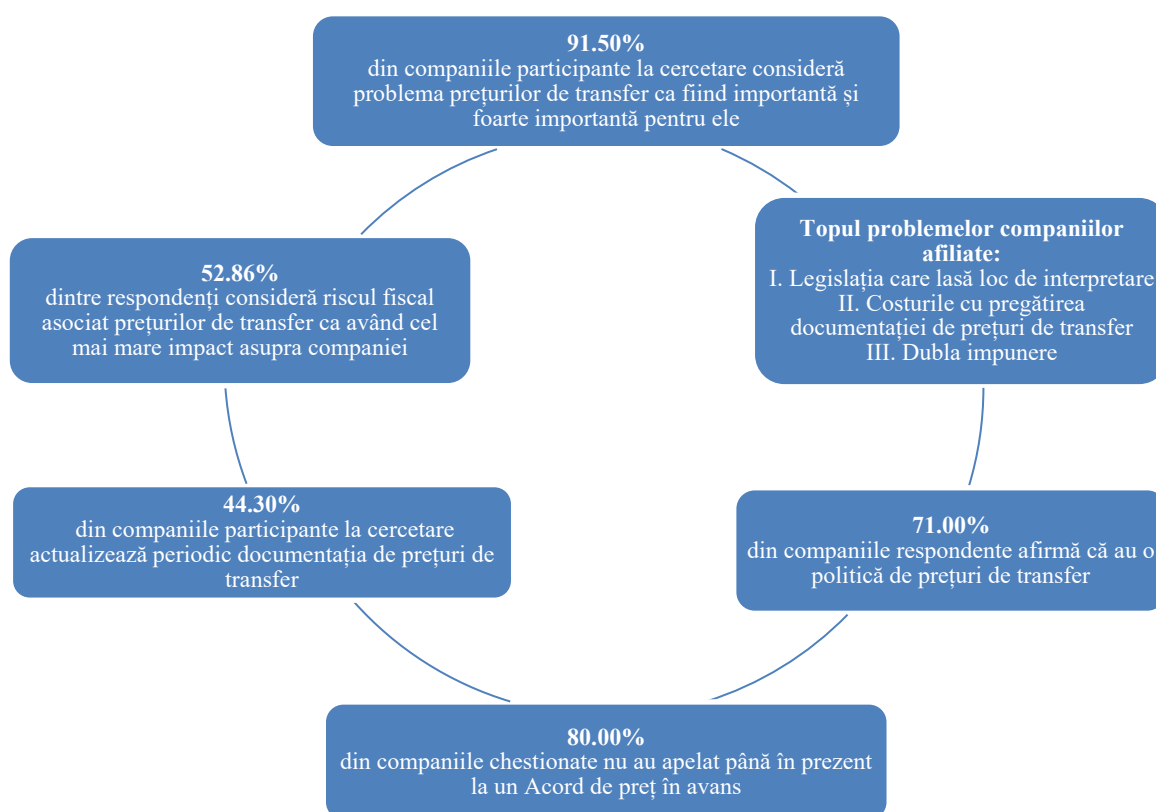 91.50%
din companiile participante la cercetare consideră
problema prețurilor de transfer ca fiind importantă și
foarte importantă pentru ele
Topul problemelor companiilor
afiliate:
I. Legislația care lasă loc de interpretare
II. Costurile cu pregătirea
documentației de prețuri de transfer
III. Dubla impunere
71.00%
din companiile respondente afirmă că au o
politică de prețuri de transfer
80.00%
din companiile chestionate nu au apelat până în prezent
la un Acord de preț în avans
44.30%
din companiile participante la cercetare
actualizează periodic documentația de prețuri de
transfer
52.86%
dintre respondenți consideră riscul fiscal
asociat prețurilor de transfer ca având cel
mai mare impact asupra companiei